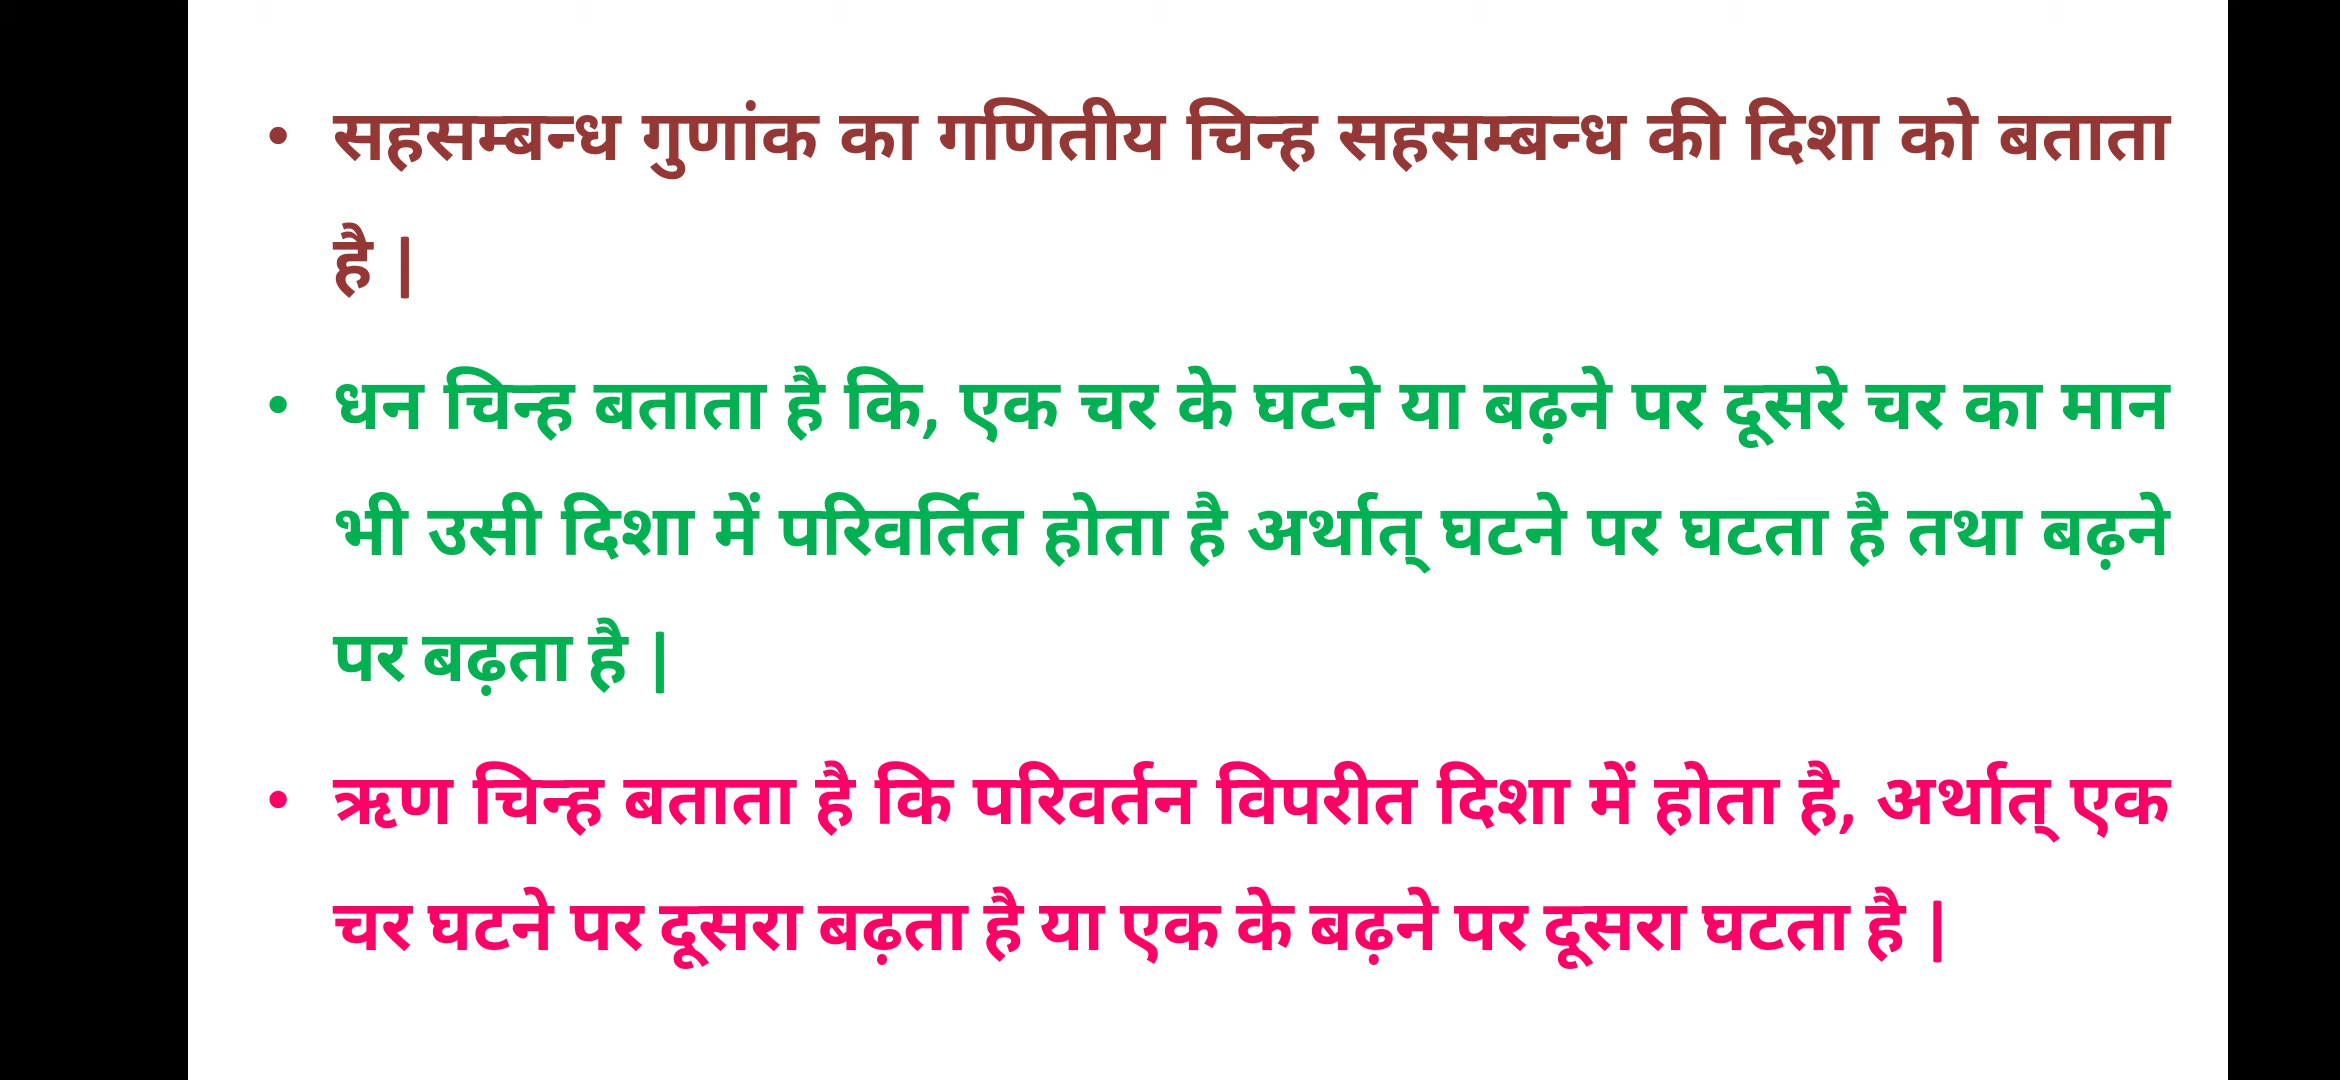 • सहसम्बन्ध गुणांक का गणितीय चिन्ह सहसम्बन्ध की दिशा को बताता
है |
• धन चिन्ह बताता है कि, एक चर के घटने या बढ़ने पर दूसरे चर का मान
भी उसी दिशा में परिवर्तित होता है अर्थात् घटने पर घटता है तथा बढ़ने
पर बढ़ता है |
• ऋण चिन्ह बताता है कि परिवर्तन विपरीत दिशा में होता है, अर्थात् एक
चर घटने पर दूसरा बढ़ता है या एक के बढ़ने पर दूसरा घटता है |